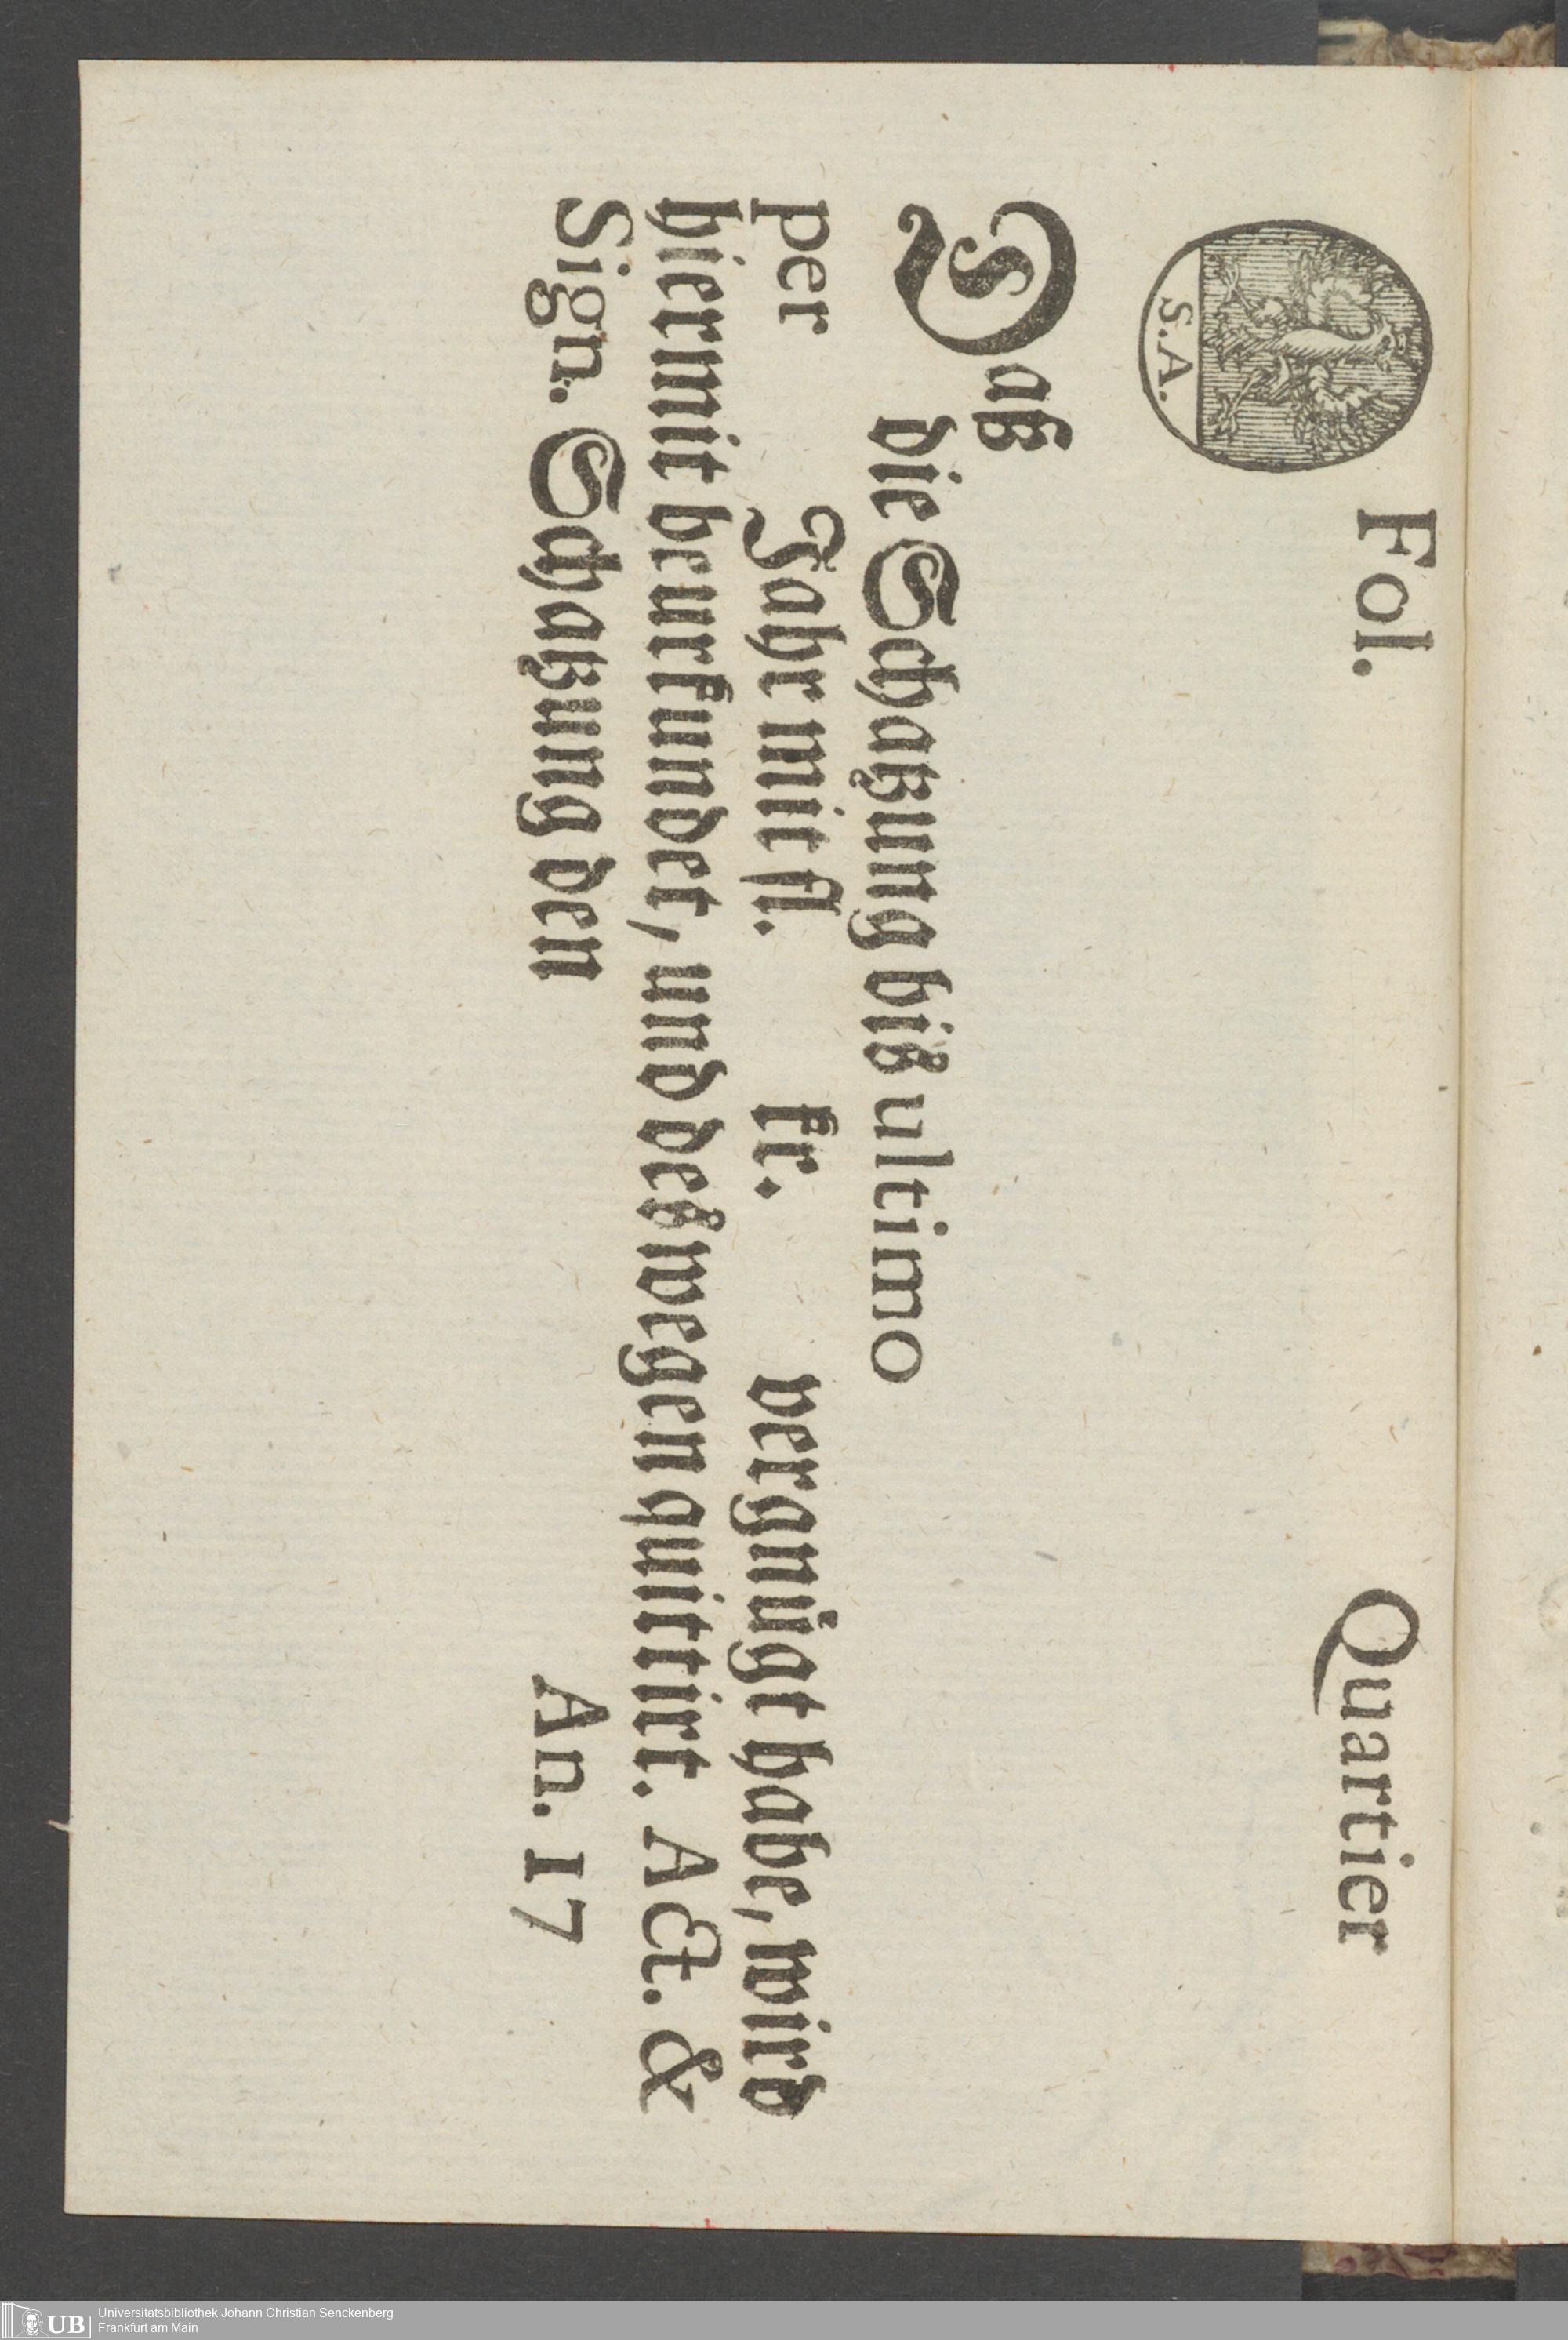 Fol. Quartier
S. A.
Daß
die Schatzung biß ultimo
per Jahr mit fl. kr. vergnügt habe, wird
hiermit beurkundet, und deßwegen quittirt. Act. &
Sign. Schatzung den An. 17
UB
Universitätsbibliothek Johann Christian Senckenberg
Frankfurt am Main